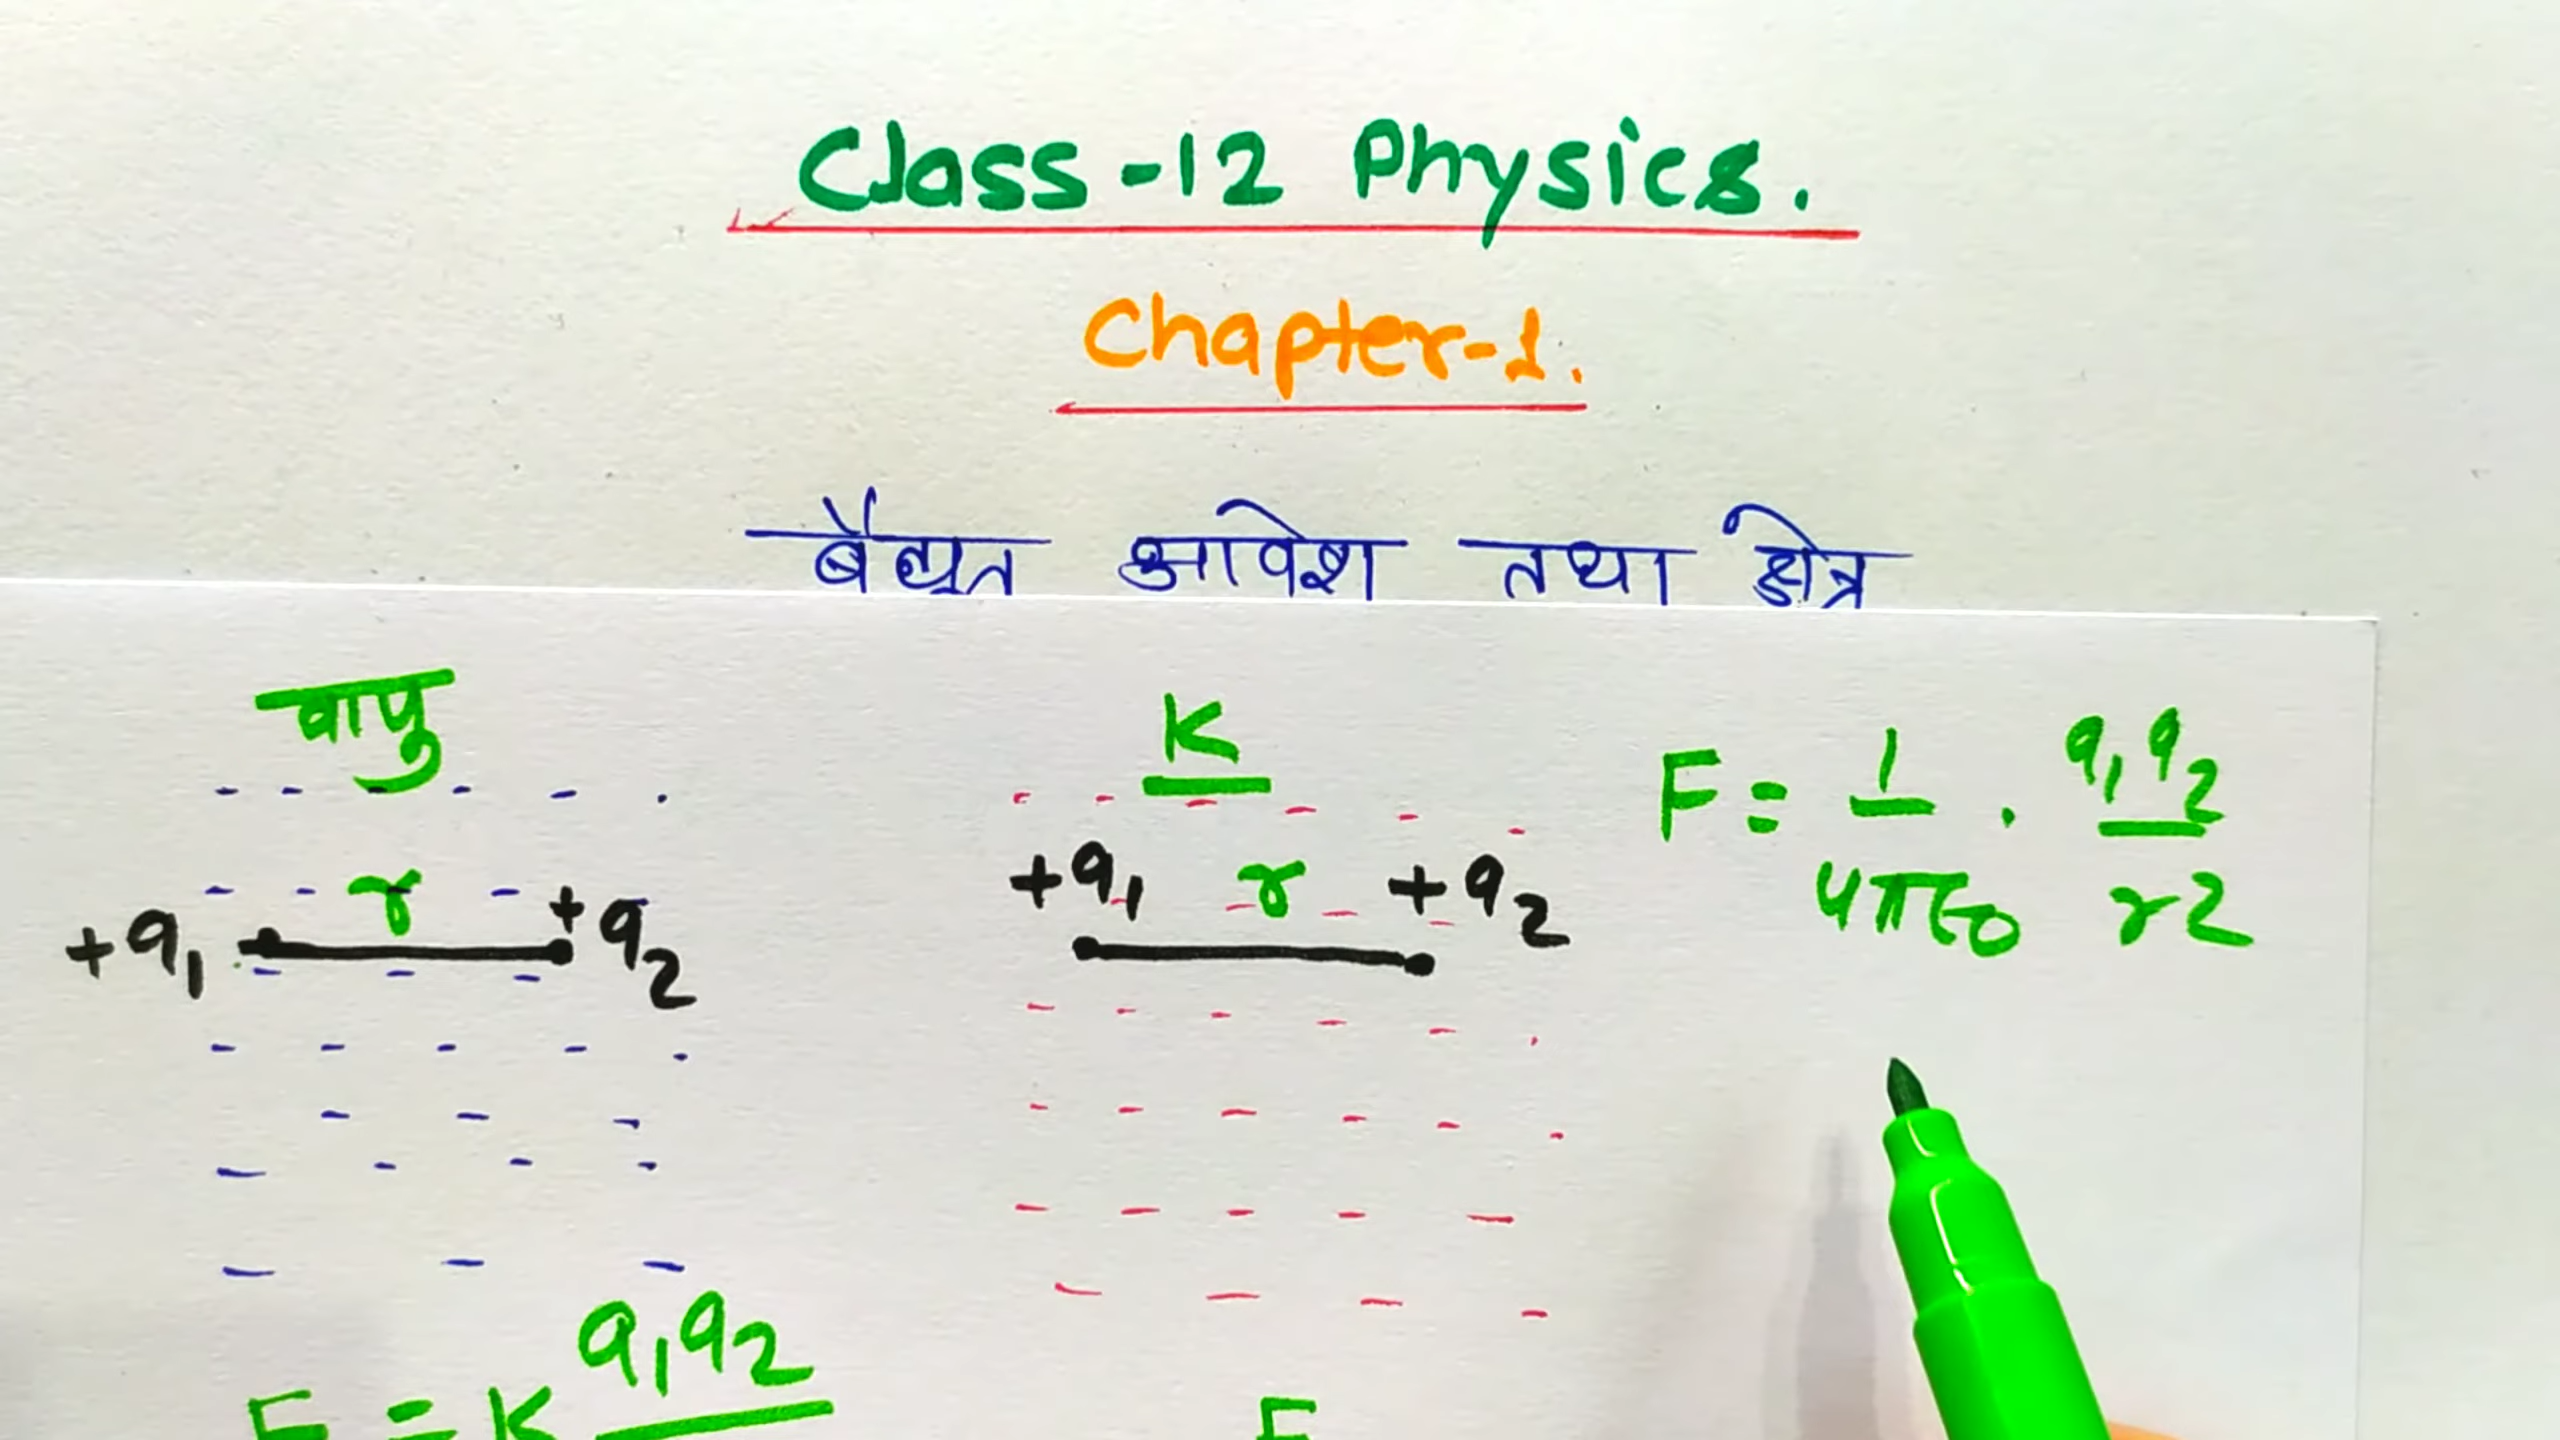 Class-12 Physics.
Chapter-1.
बैद्युत आवेश तथा क्षेत्र
वायु
K
F = 1/4πε0 . q1q2/r2
r
+q1
+q2
+q1
r
+q2
F = K q1q2
F